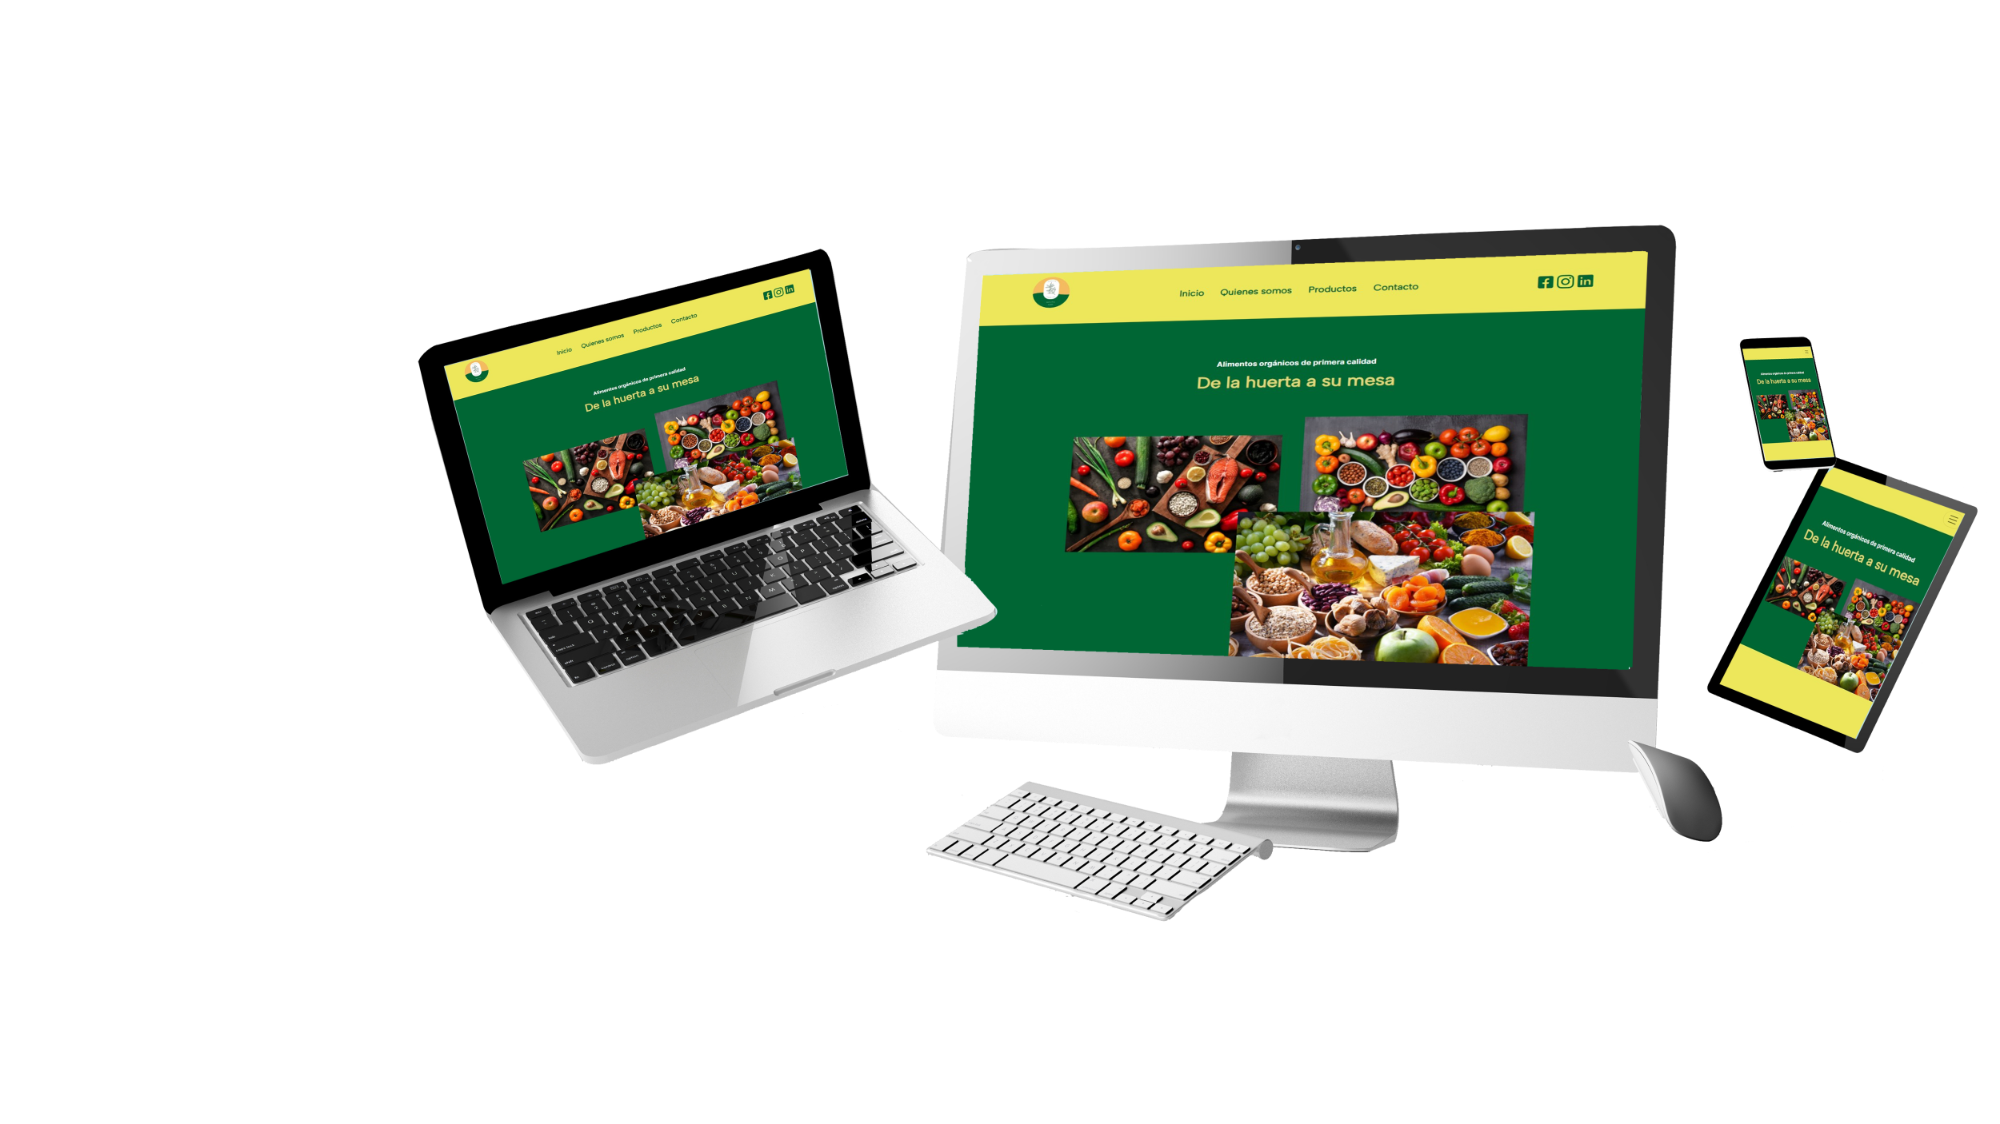 Inicio Quienes somos Productos Contacto
Alimentos orgánicos de primera calidad
De la huerta a su mesa
Inicio Quienes somos Productos Contacto
Alimentos orgánicos de primera calidad
De la huerta a su mesa
Alimentos orgánicos de primera calidad
De la huerta a su mesa
Alimentos orgánicos de primera calidad
De la huerta a su mesa